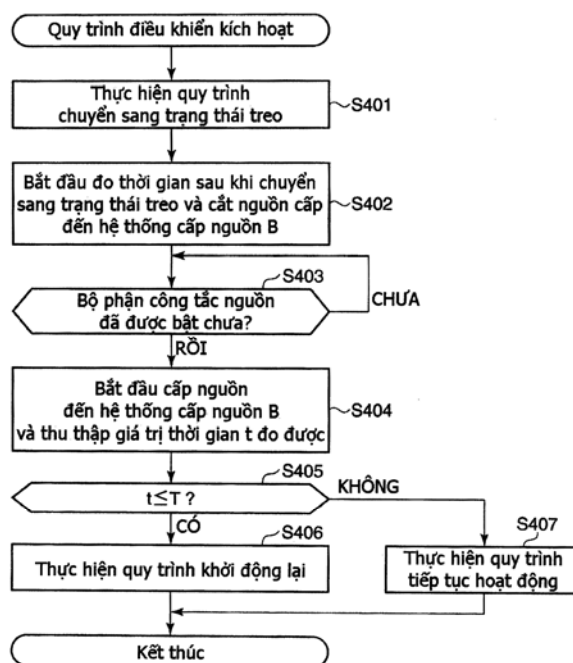 Quy trình điều khiển kích hoạt
Thực hiện quy trình
chuyển sang trạng thái treo
S401
Bắt đầu đo thời gian sau khi chuyển
sang trạng thái treo và cắt nguồn cấp
đến hệ thống cấp nguồn B
S402
S403
Bộ phận công tắc nguồn
đã được bật chưa?
CHƯA
RỒI
Bắt đầu cấp nguồn
đến hệ thống cấp nguồn B
và thu thập giá trị thời gian t đo được
S404
S405
t≦T ?
KHÔNG
CÓ
S406
S407
Thực hiện quy trình khởi động lại
Thực hiện quy trình
tiếp tục hoạt động
Kết thúc